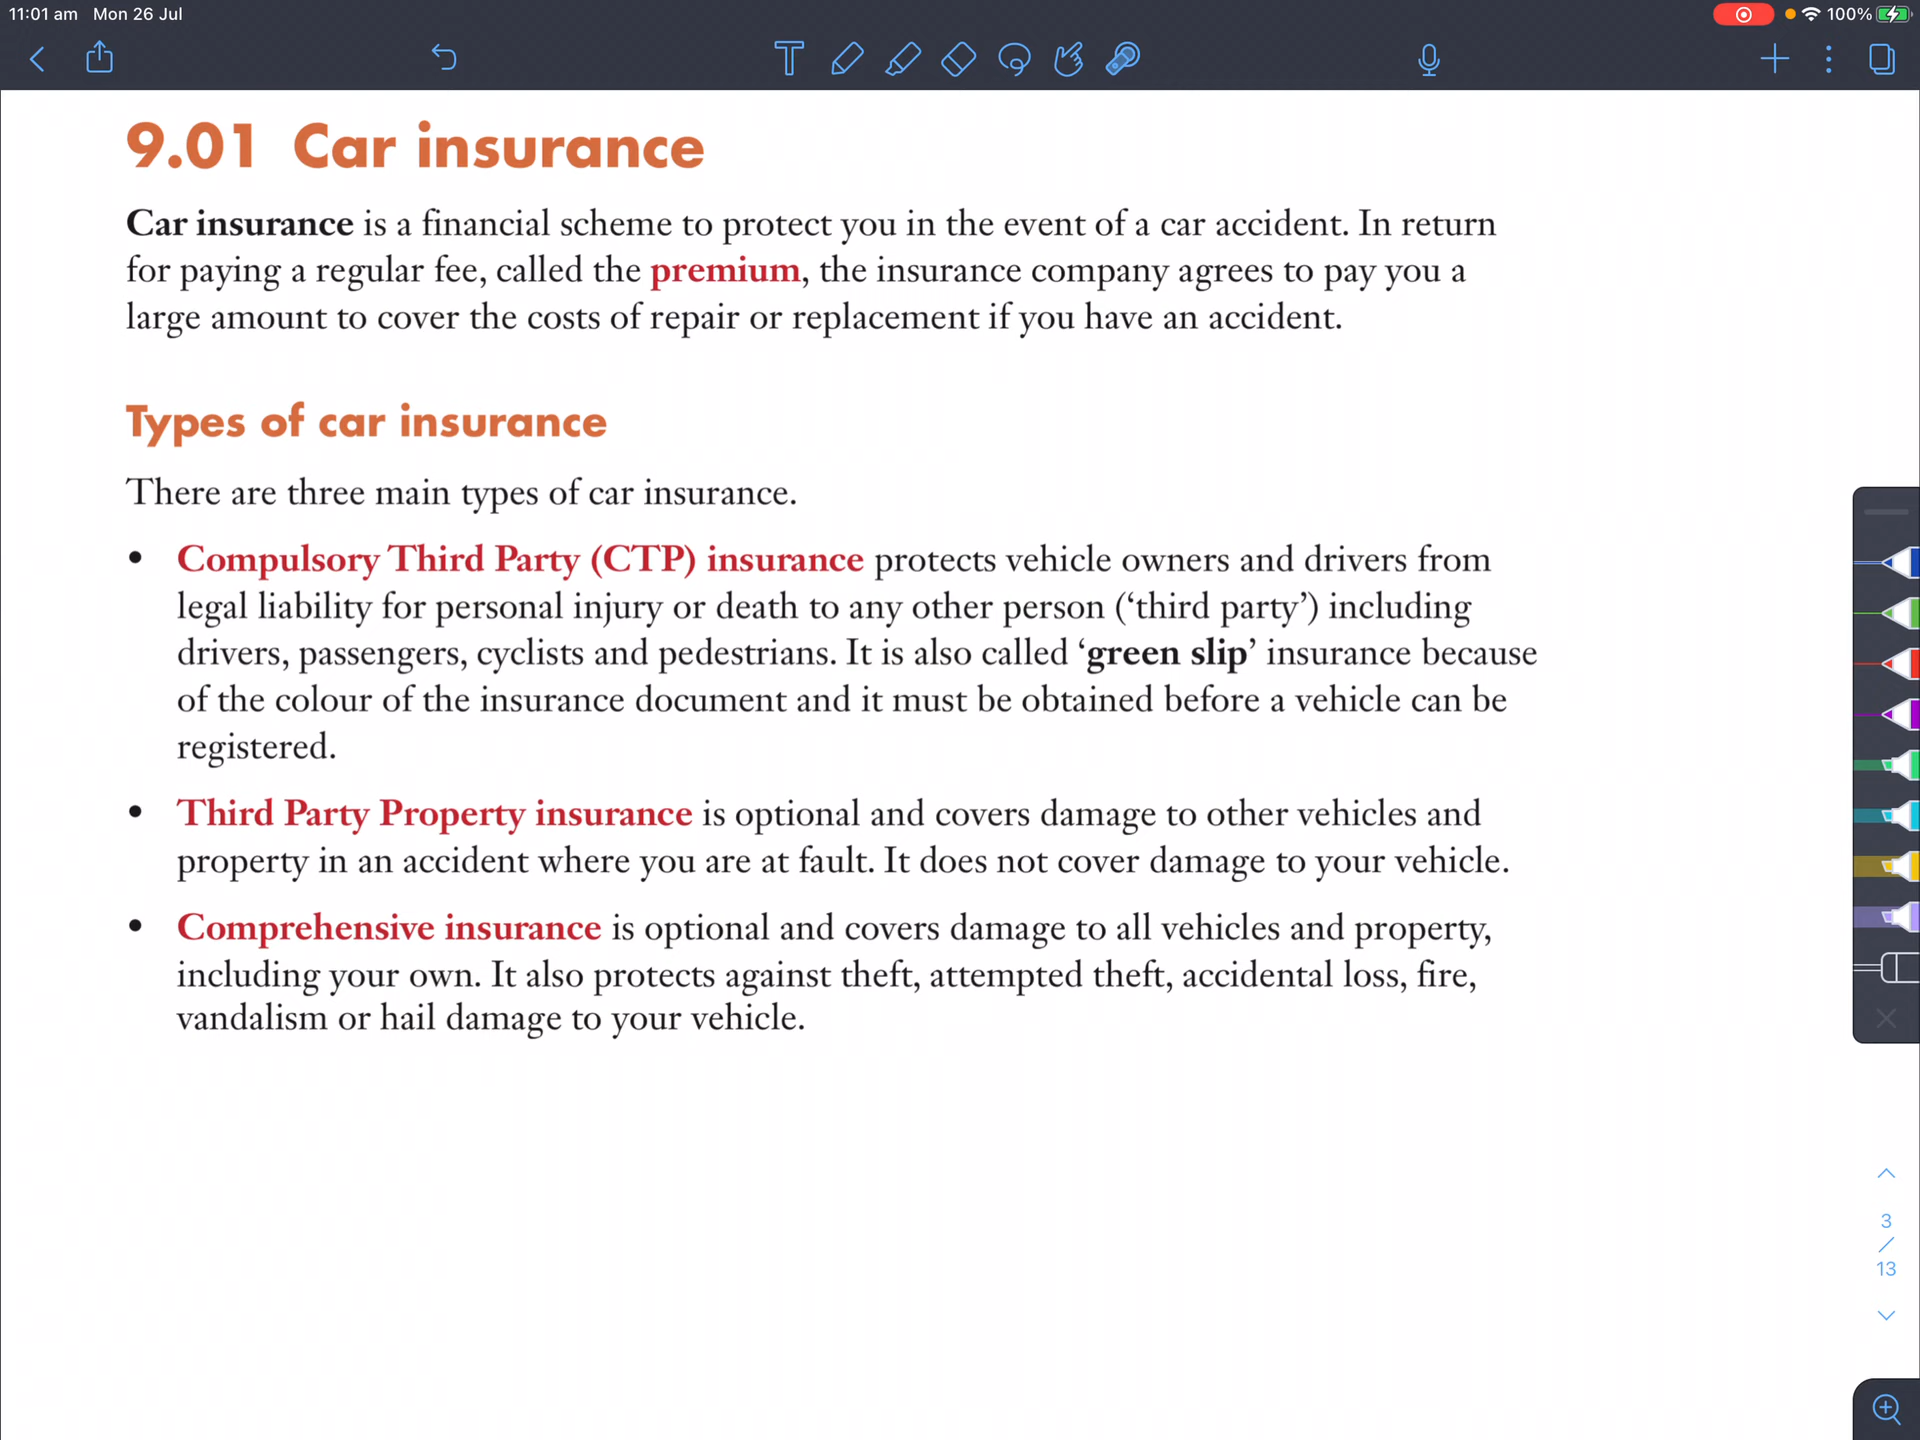 11:01 am Mon 26 Jul
100%
9.01 Car insurance
Car insurance is a financial scheme to protect you in the event of a car accident. In return
for paying a regular fee, called the premium, the insurance company agrees to pay you a
large amount to cover the costs of repair or replacement if you have an accident.
Types of car insurance
There are three main types of car insurance.
• Compulsory Third Party (CTP) insurance protects vehicle owners and drivers from
legal liability for personal injury or death to any other person (‘third party’) including
drivers, passengers, cyclists and pedestrians. It is also called ‘green slip’ insurance because
of the colour of the insurance document and it must be obtained before a vehicle can be
registered.
• Third Party Property insurance is optional and covers damage to other vehicles and
property in an accident where you are at fault. It does not cover damage to your vehicle.
• Comprehensive insurance is optional and covers damage to all vehicles and property,
including your own. It also protects against theft, attempted theft, accidental loss, fire,
vandalism or hail damage to your vehicle.
3
/
13